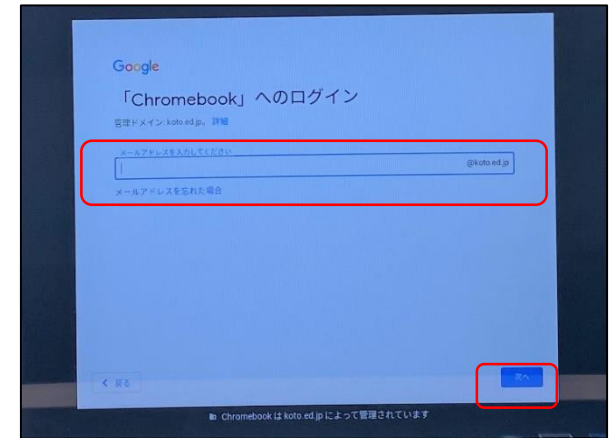 Google
「Chromebook」へのログイン
管理ドメイン: koto.ed.jp。 詳細
メールアドレスを入力してください
@koto.ed.jp
メールアドレスを忘れた場合
戻る
次へ
Chromebook は koto.ed.jp によって管理されています